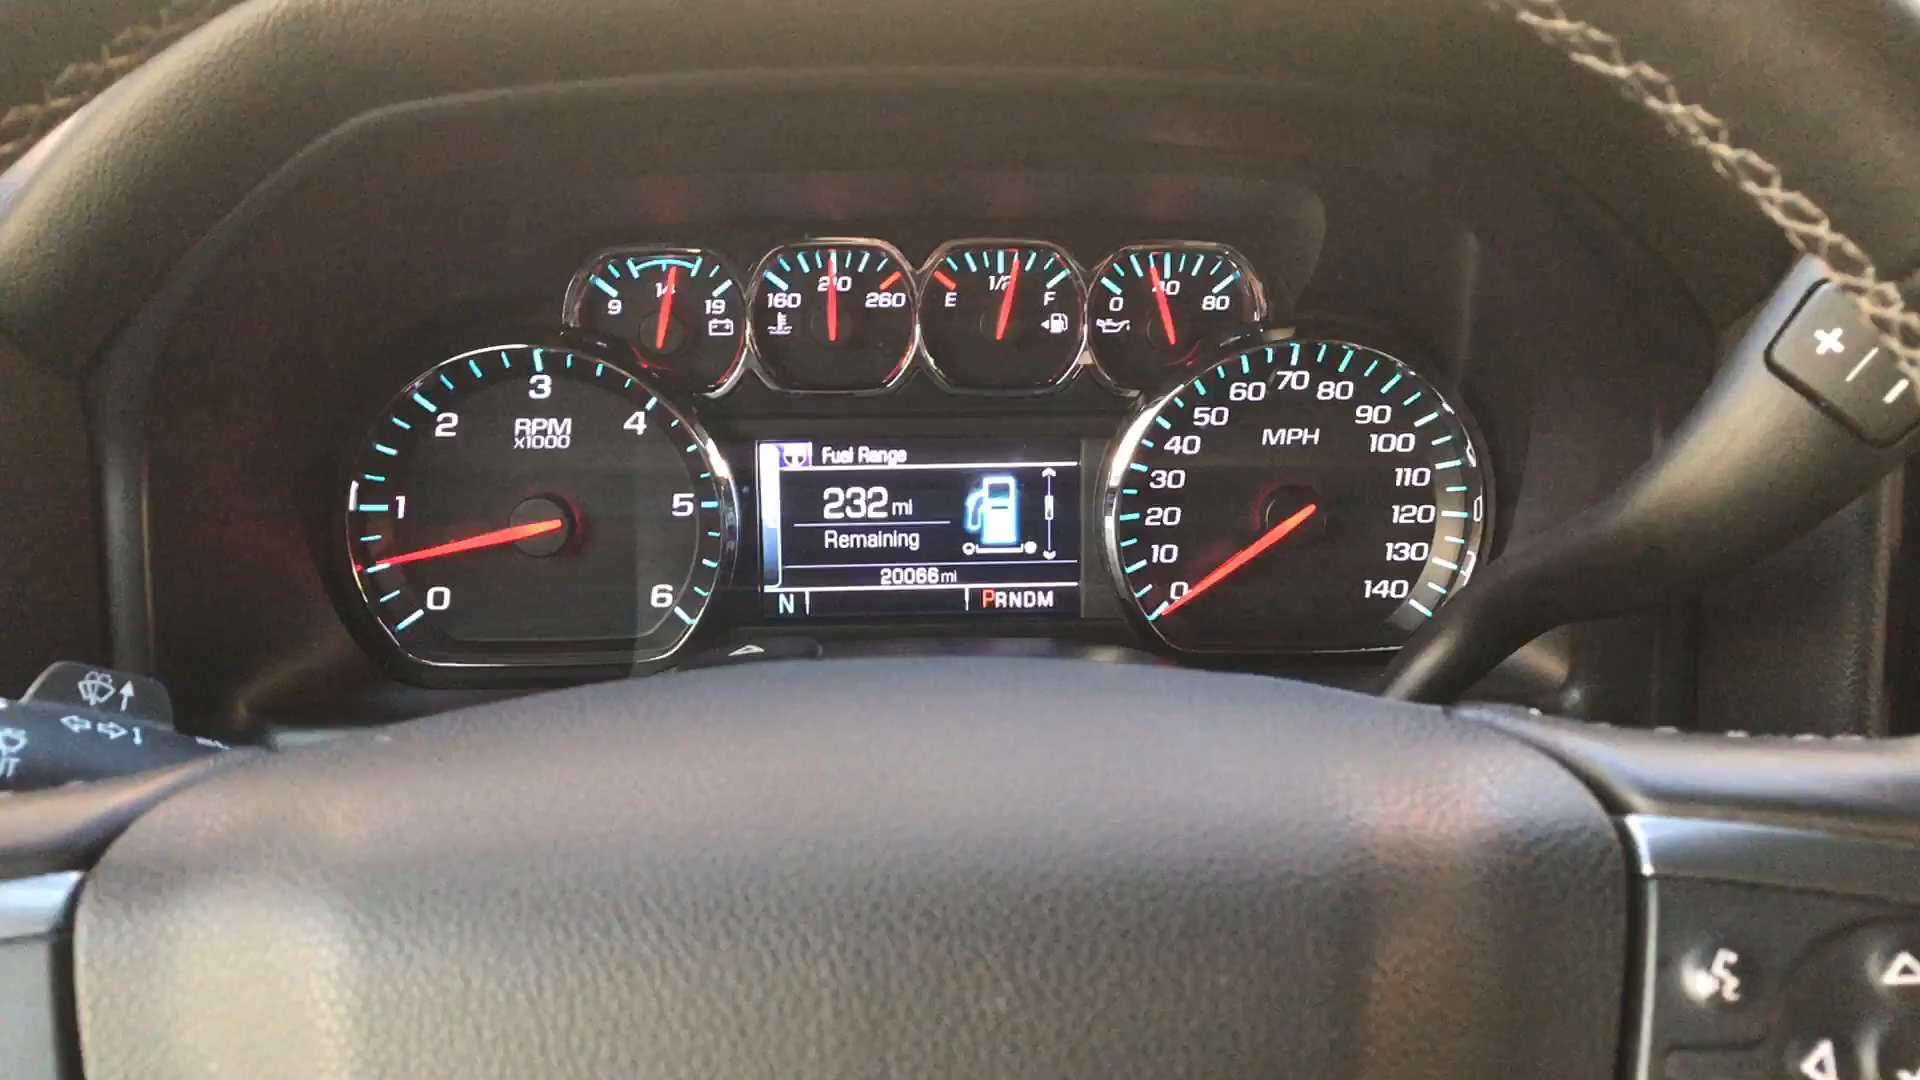 9 14 19
160 210 260
E 1/2 F
0 40 80
0 1 2 3 4 5 6
RPM
x1000
Fuel Range
232 mi
Remaining
20066 mi
N PRNDM
0 10 20 30 40 50 60 70 80 90 100 110 120 130 140
MPH